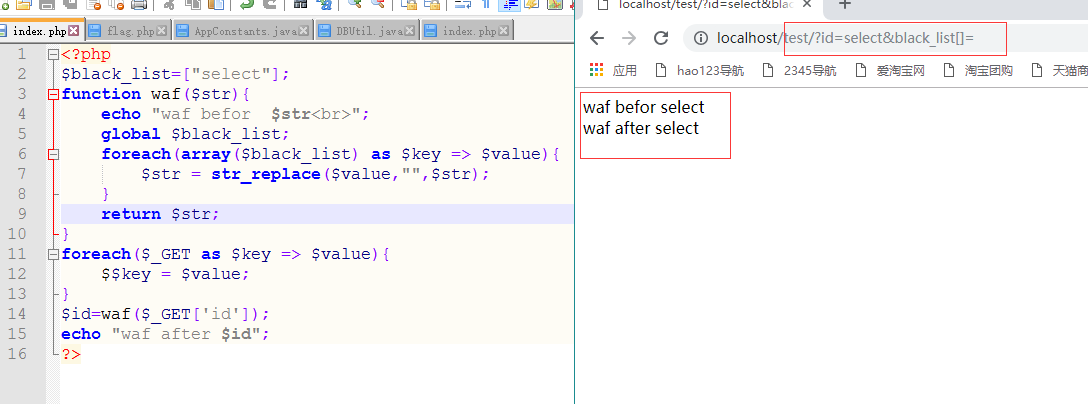 index.php
flag.php
AppConstants.java
DBUtil.java
index.php
1 <?php
2 $black_list=["select"];
3 function waf($str){
4 echo "waf befor  $str<br>";
5 global $black_list;
6 foreach(array($black_list) as $key => $value){
7 $str = str_replace($value,"",$str);
8 }
9 return $str;
10 }
11 foreach($_GET as $key => $value){
12 $$key = $value;
13 }
14 $id=waf($_GET['id']);
15 echo "waf after $id";
16 ?>
localhost/test/?id=select&blac
localhost/test/?id=select&black_list[]=
应用 hao123导航 2345导航 爱淘宝网 淘宝团购 天猫商
waf befor select
waf after select